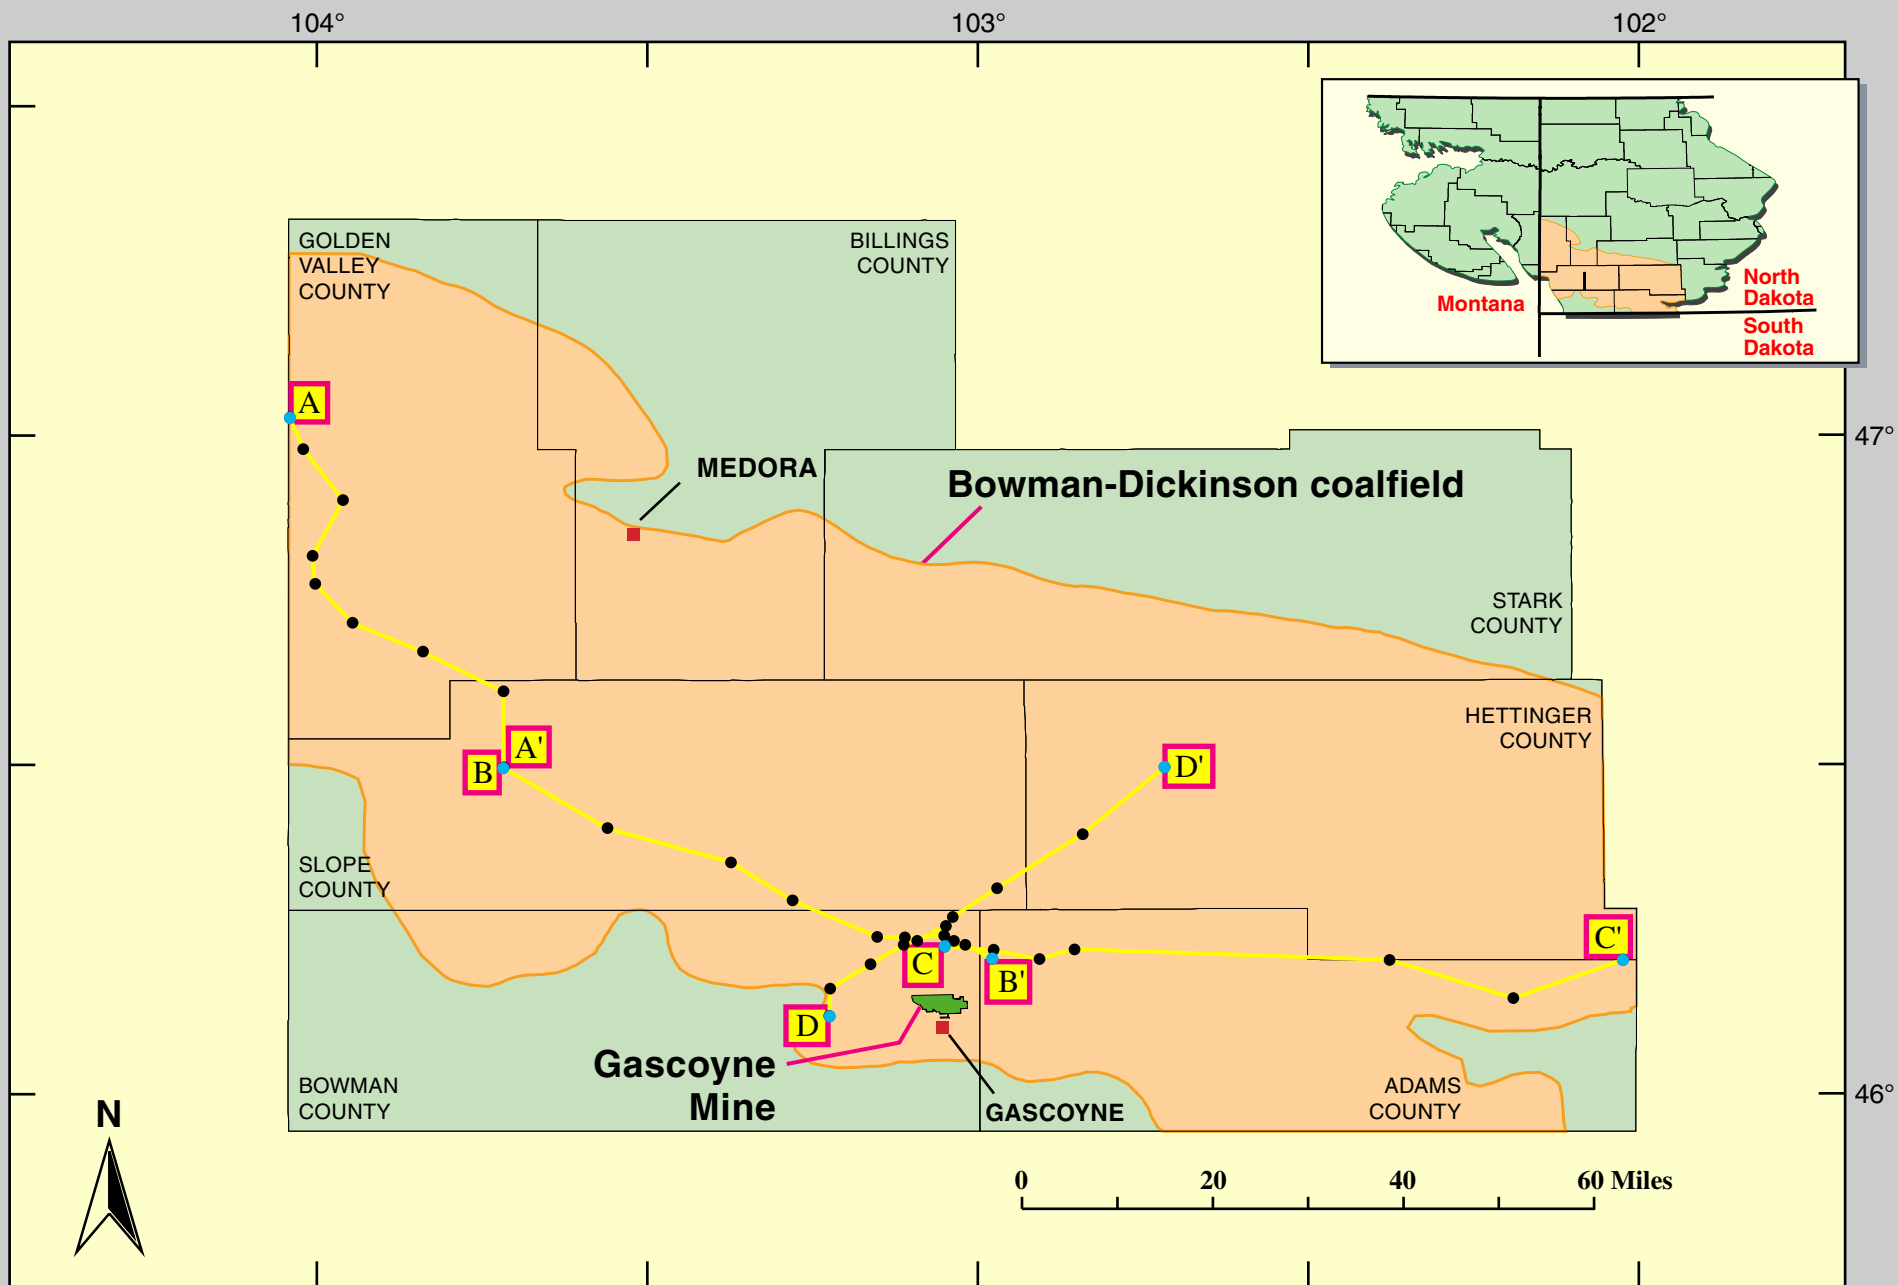 104°
103°
102°
North
Dakota
Montana
South
Dakota
GOLDEN
VALLEY
COUNTY
BILLINGS
COUNTY
A
47°
MEDORA
Bowman-Dickinson coalfield
STARK
COUNTY
HETTINGER
COUNTY
A'
B
D'
SLOPE
COUNTY
C'
C
B'
D
Gascoyne
Mine
BOWMAN
COUNTY
GASCOYNE
ADAMS
COUNTY
46°
N
0 20 40 60 Miles